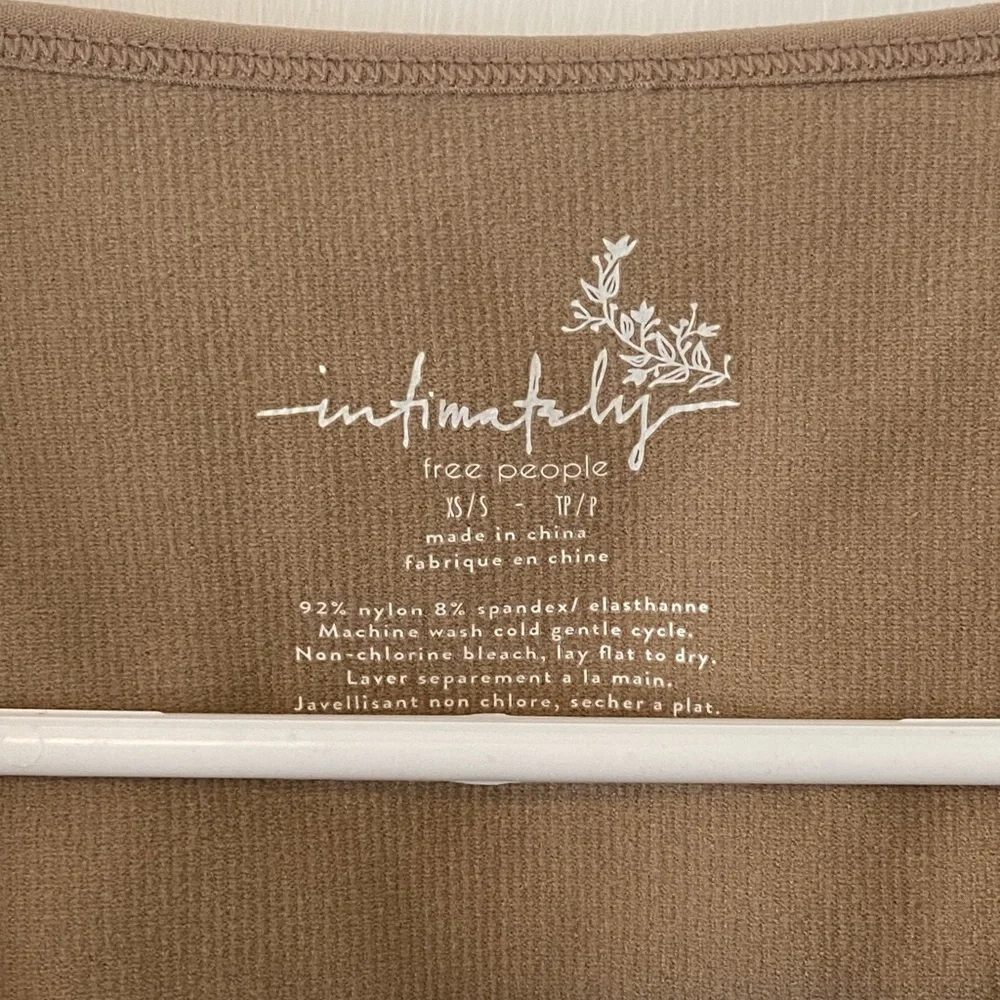 intimately
free people
XS/S - TP/P
made in china
fabrique en chine
92% nylon 8% spandex/ elasthanne
Machine wash cold gentle cycle.
Non-chlorine bleach, lay flat to dry.
Laver separement a la main.
Javellisant non chlore, secher a plat.